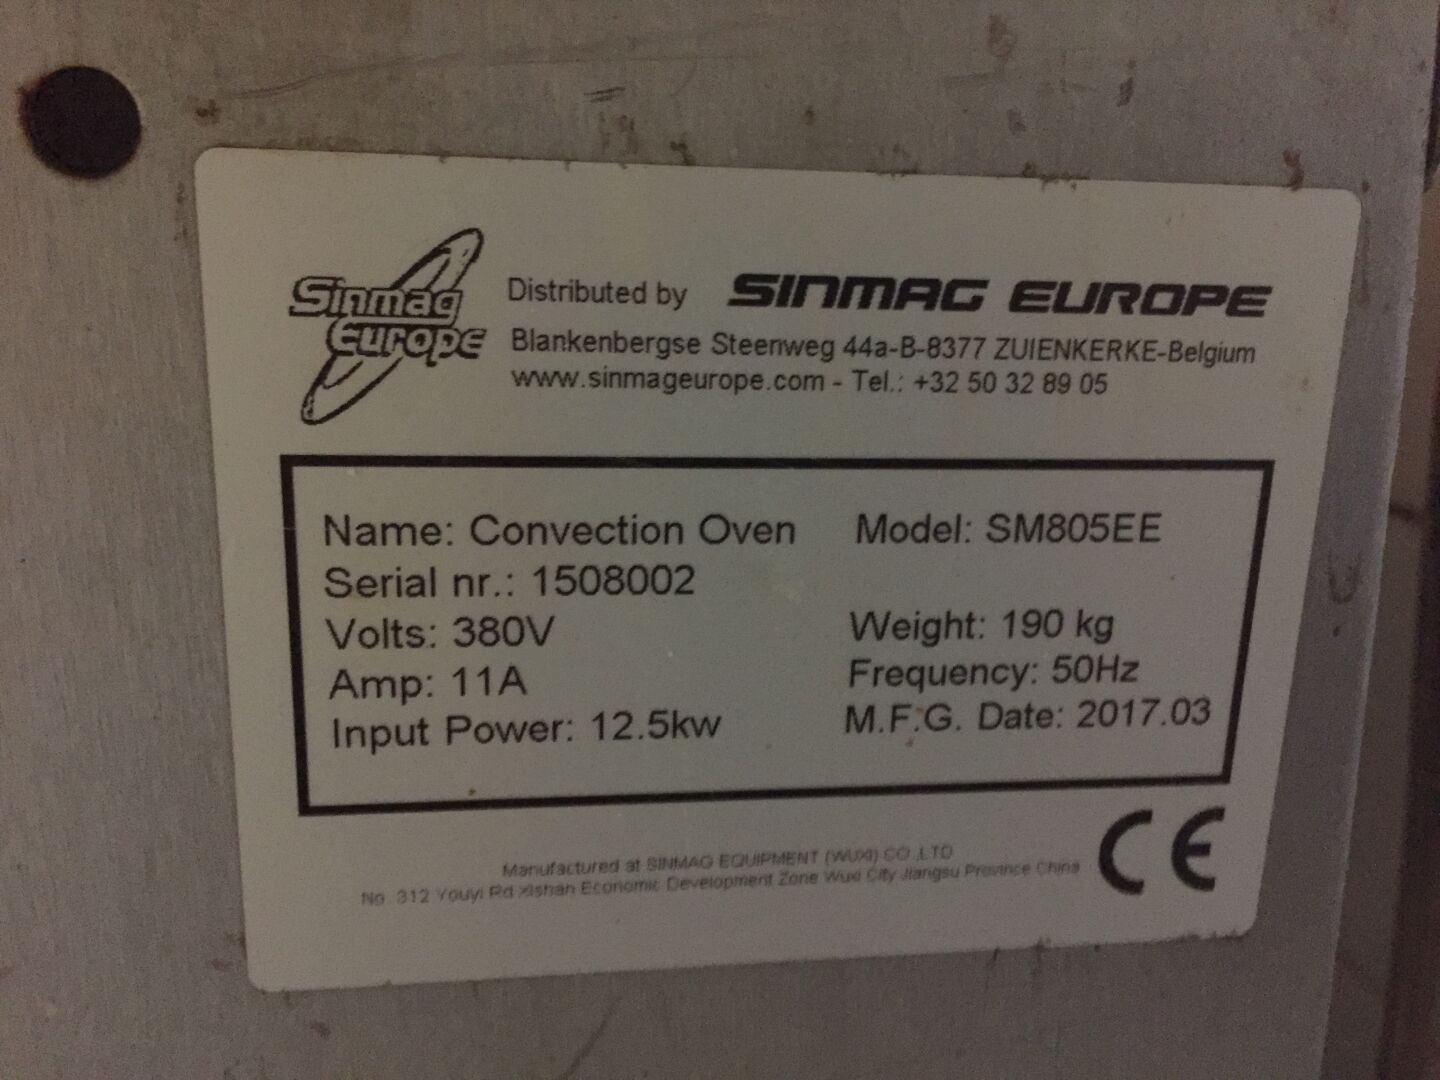 Sinmag
Europe
Distributed by SINMAG EUROPE
Blankenbergse Steenweg 44a-B-8377 ZUIENKERKE-Belgium
www.sinmageurope.com - Tel.: +32 50 32 89 05
Name: Convection Oven Model: SM805EE
Serial nr.: 1508002
Volts: 380V Weight: 190 kg
Amp: 11A Frequency: 50Hz
Input Power: 12.5kw M.F.G. Date: 2017.03
Manufactured at SINMAG EQUIPMENT (WUXI) CO.,LTD
No. 312 Youyi Rd Xishan Economic Development Zone Wuxi City Jiangsu Province China
CE